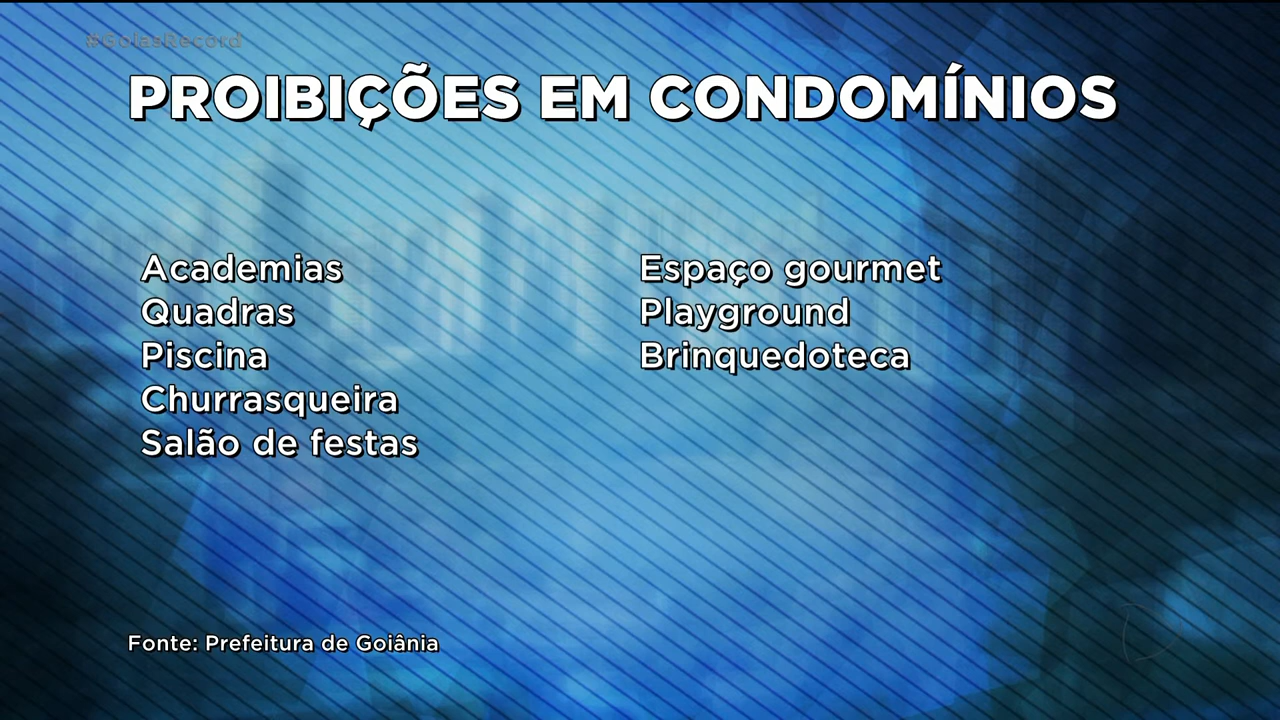 #GoiasRecord
PROIBIÇÕES EM CONDOMÍNIOS
Academias
Quadras
Piscina
Churrasqueira
Salão de festas
Espaço gourmet
Playground
Brinquedoteca
Fonte: Prefeitura de Goiânia